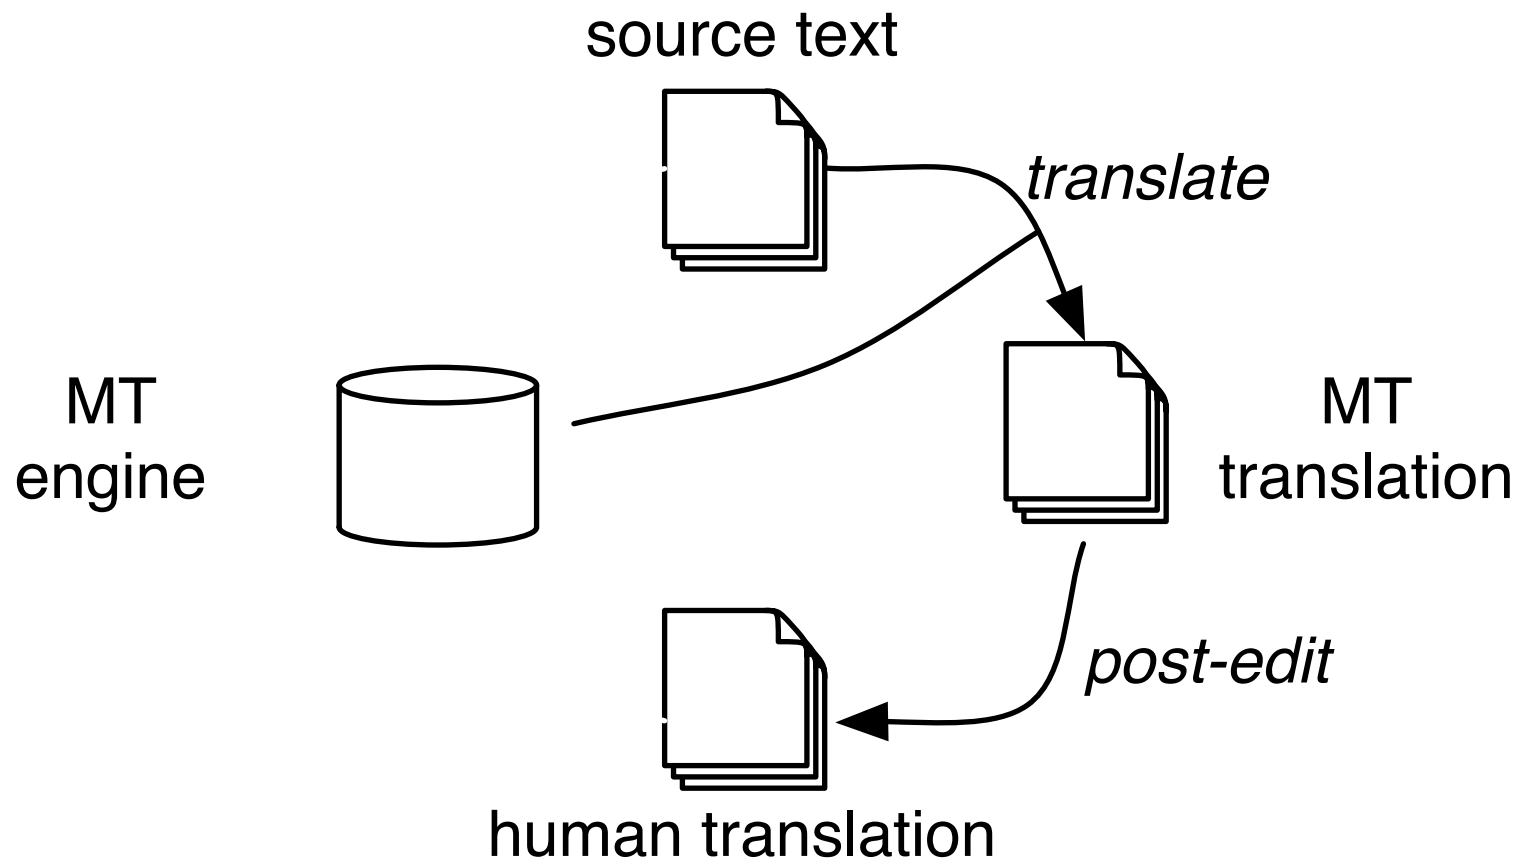 source text
translate
MT
engine
MT
translation
post-edit
human translation